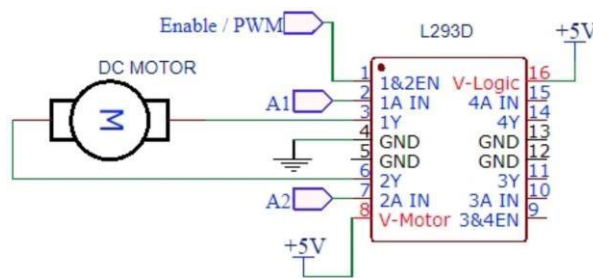 Enable / PWM
L293D
+5V
DC MOTOR
M
A1
A2
+5V
1 1&2EN V-Logic 16
2 1A IN 4A IN 15
3 1Y 4Y 14
4 GND GND 13
5 GND GND 12
6 2Y 3Y 11
7 2A IN 3A IN 10
8 V-Motor 3&4EN 9